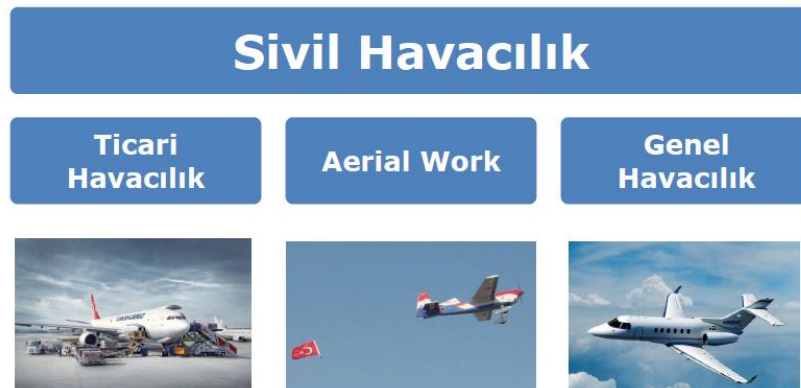 Sivil Havacılık
Ticari
Havacılık
Aerial Work
Genel
Havacılık